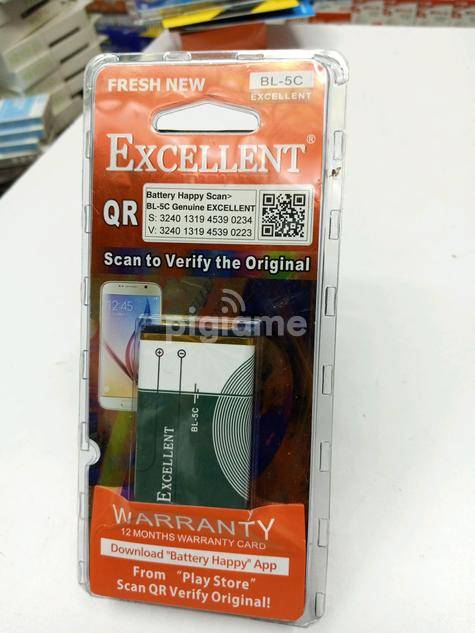 FRESH NEW
BL-5C
EXCELLENT
EXCELLENT®
QR
Battery Happy Scan>
BL-5C Genuine EXCELLENT
S: 3240 1319 4539 0234
V: 3240 1319 4539 0223
Scan to Verify the Original
12:45
pigiame
BL-5C
EXCELLENT
WARRANTY
12 MONTHS WARRANTY CARD
Download "Battery Happy" App
From "Play Store"
Scan QR Verify Original!